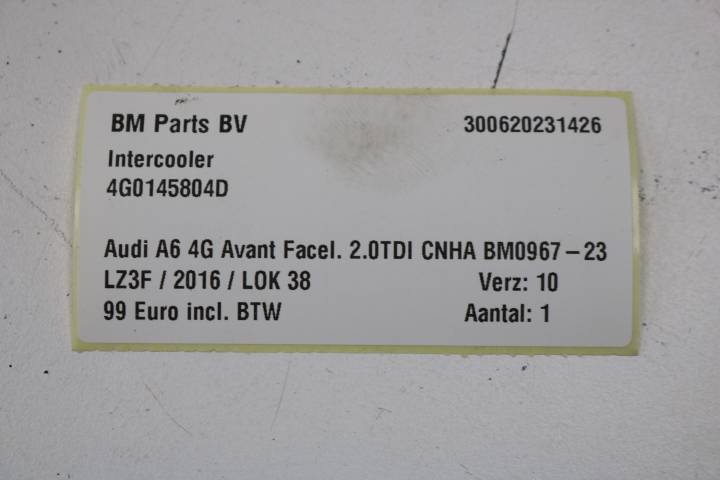 BM Parts BV 300620231426
Intercooler
4G0145804D
Audi A6 4G Avant Facel. 2.0TDI CNHA BM0967-23
LZ3F / 2016 / LOK 38 Verz: 10
99 Euro incl. BTW Aantal: 1